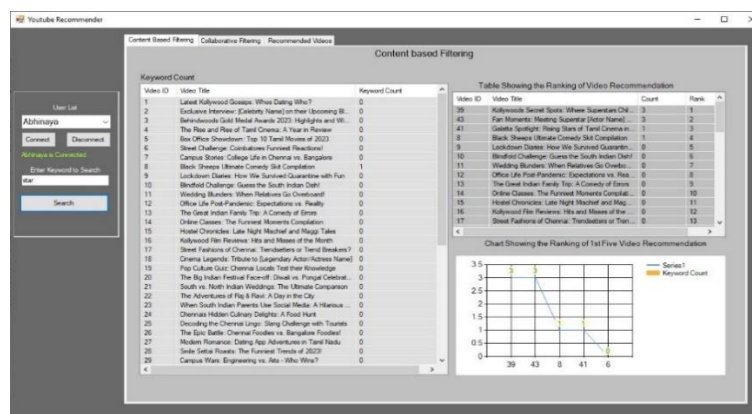 Youtube Recommender
Content Based Filtering Collaborative Filtering Recommended Videos
Content based Filtering
User List
Abhinaya
Connect Disconnect
Abhinaya is Connected
Enter Keyword to Search
star
Search
Keyword Count
Video ID Video Title Keyword Count
1 Latest Kollywood Gossips: Whos Dating Who? 0
2 Exclusive Interview: [Celebrity Name] on their Upcoming Bl... 0
3 Behindwoods Gold Medal Awards 2023: Highlights and Wi... 0
4 The Rise and Rise of Tamil Cinema: A Year in Review 0
5 Box Office Showdown: Top 10 Tamil Movies of 2023 0
6 Street Challenge: Coimbatores Funniest Reactions! 0
7 Campus Stories: College Life in Chennai vs. Bangalore 0
8 Black Sheeps Ultimate Comedy Skit Compilation 1
9 Lockdown Diaries: How We Survived Quarantine with Fun 0
10 Blindfold Challenge: Guess the South Indian Dish! 0
11 Wedding Blunders: When Relatives Go Overboard! 0
12 Office Life Post-Pandemic: Expectations vs. Reality 0
13 The Great Indian Family Trip: A Comedy of Errors 0
14 Online Classes: The Funniest Moments Compilation 0
15 Hostel Chronicles: Late Night Mischief and Maggi Tales 0
16 Kollywood Film Reviews: Hits and Misses of the Month 0
17 Street Fashions of Chennai: Trendsetters or Trend Breakers? 0
18 Cinema Legends: Tribute to [Legendary Actor/Actress Name] 0
19 Pop Culture Quiz: Chennai Locals Test their Knowledge 0
20 The Big Indian Festival Face-off: Diwali vs. Pongal Celebrat... 0
21 South vs. North Indian Weddings: The Ultimate Comparison 0
22 The Adventures of Raj & Ravi: A Day in the City 0
23 When South Indian Parents Use Social Media: A Hilarious ... 0
24 Chennais Hidden Culinary Delights: A Food Hunt 0
25 Decoding the Chennai Lingo: Slang Challenge with Tourists 0
26 The Epic Battle: Chennai Foodies vs. Bangalore Foodies! 0
27 Modern Romance: Dating App Adventures in Tamil Nadu 0
28 Smile Settai Roasts: The Funniest Trends of 2023! 0
29 Campus Wars: Engineering vs. Arts - Who Wins? 0
Table Showing the Ranking of Video Recommendation
Video ID Video Title Count Rank
39 Kollywoods Secret Spots: Where Superstars Chil... 3 1
43 Fan Moments: Meeting Superstar [Actor Name] ... 3 2
41 Galatta Spotlight: Rising Stars of Tamil Cinema in... 1 3
8 Black Sheeps Ultimate Comedy Skit Compilation 1 4
9 Lockdown Diaries: How We Survived Quarantin... 0 5
10 Blindfold Challenge: Guess the South Indian Dish! 0 6
11 Wedding Blunders: When Relatives Go Overbo... 0 7
12 Office Life Post-Pandemic: Expectations vs. Rea... 0 8
13 The Great Indian Family Trip: A Comedy of Errors 0 9
14 Online Classes: The Funniest Moments Compilat... 0 10
15 Hostel Chronicles: Late Night Mischief and Mag... 0 11
16 Kollywood Film Reviews: Hits and Misses of the ... 0 12
17 Street Fashions of Chennai: Trendsetters or Tren... 0 13
Chart Showing the Ranking of 1st Five Video Recommendation
3.5
3
2.5
2
1.5
1
0.5
0
39 43 8 41 6
Series1
Keyword Count